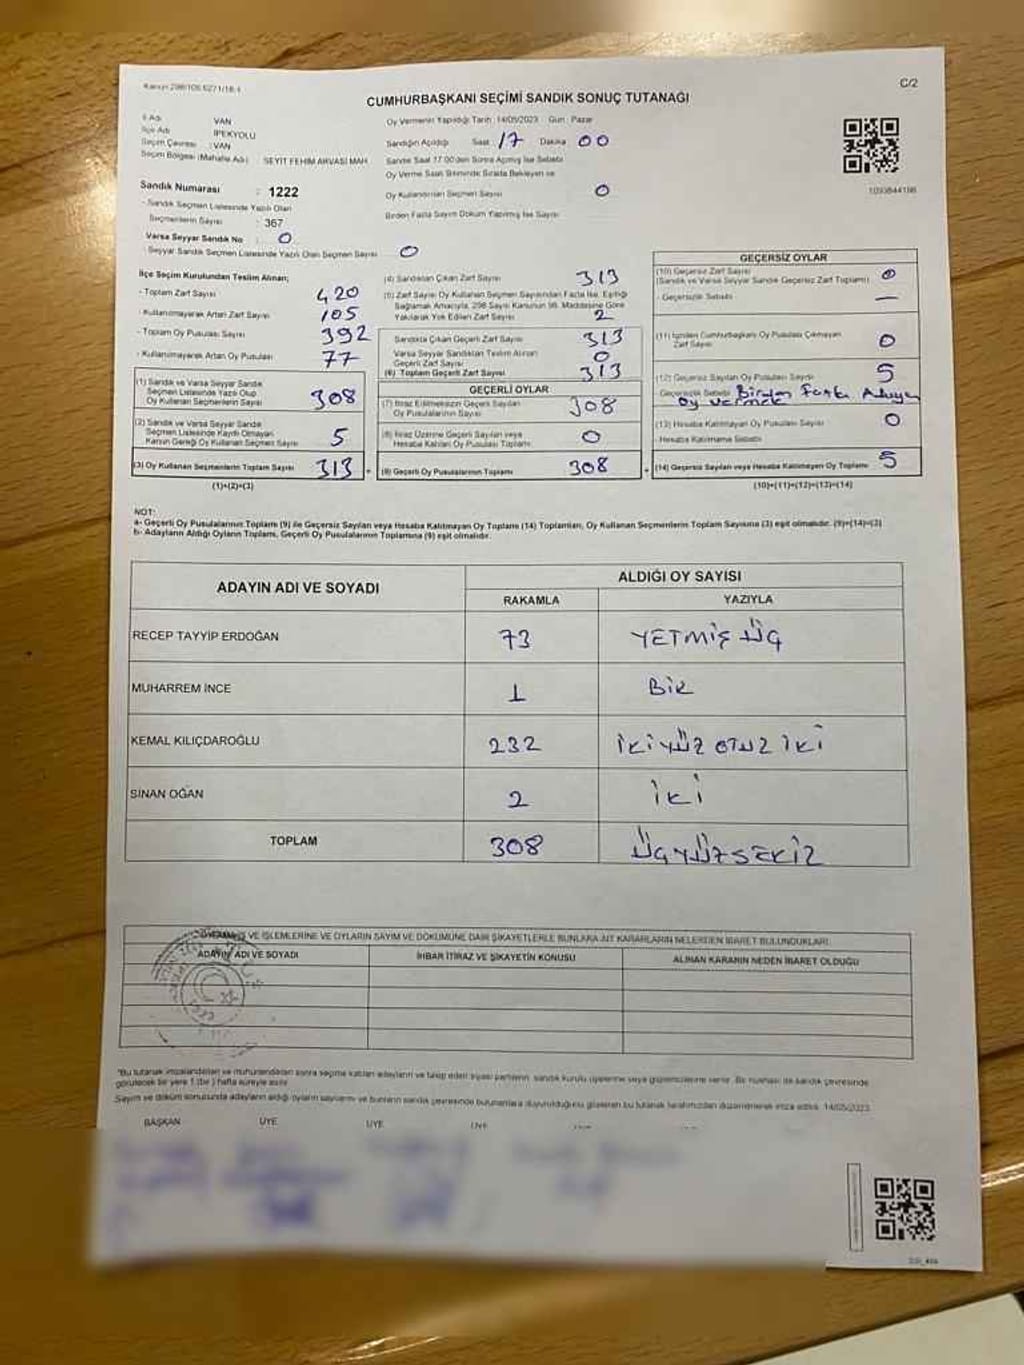 Kanun 298/106 6271/18-1
C/2
CUMHURBAŞKANI SEÇİMİ SANDIK SONUÇ TUTANAĞI
İl Adı VAN
İlçe Adı İPEKYOLU
Seçim Çevresi : VAN
Seçim Bölgesi (Mahalle Adı) : SEYİT FEHİM ARVASİ MAH.
Sandık Numarası : 1222
- Sandık Seçmen Listesinde Yazılı Olan
Seçmenlerin Sayısı : 367
Varsa Seyyar Sandık No : 0
- Seyyar Sandık Seçmen Listesinde Yazılı Olan Seçmen Sayısı 0
Oy Vermenin Yapıldığı Tarih: 14/05/2023 Gün: Pazar
Sandığın Açıldığı Saat 17 Dakika 00
Sandık Saat 17:00'den Sonra Açılmış İse Sebebi
Oy Verme Saati Bitiminde Sırada Bekleyen ve
Oy Kullandırılan Seçmen Sayısı 0
Birden Fazla Sayım Döküm Yapılmış İse Sayısı
1093844196
İlçe Seçim Kurulundan Teslim Alınan;
- Toplam Zarf Sayısı 420
- Kullanılmayarak Artan Zarf Sayısı 105
- Toplam Oy Pusulası Sayısı 392
- Kullanılmayarak Artan Oy Pusulası 77
(1) Sandık ve Varsa Seyyar Sandık
Seçmen Listesinde Yazılı Olup
Oy Kullanan Seçmenlerin Sayısı 308
(2) Sandık ve Varsa Seyyar Sandık
Seçmen Listesinde Kaydı Olmayan
Kanun Gereği Oy Kullanan Seçmen Sayısı 5
(3) Oy Kullanan Seçmenlerin Toplam Sayısı 313
(1)+(2)=(3)
(4) Sandıktan Çıkan Zarf Sayısı 313
(5) Zarf Sayısı Oy Kullanan Seçmen Sayısından Fazla İse, Eşitliği
Sağlamak Amacıyla, 298 Sayılı Kanunun 98. Maddesine Göre
Yakılarak Yok Edilen Zarf Sayısı 2
Sandıkta Çıkan Geçerli Zarf Sayısı 313
Varsa Seyyar Sandıktan Teslim Alınan
Geçerli Zarf Sayısı 0
(6) Toplam Geçerli Zarf Sayısı 313
GEÇERLİ OYLAR
(7) İtiraz Edilmeksizin Geçerli Sayılan
Oy Pusulalarının Sayısı 308
(8) İtiraz Üzerine Geçerli Sayılan veya
Hesaba Katılan Oy Pusulası Toplamı 0
(9) Geçerli Oy Pusulalarının Toplamı 308
GEÇERSİZ OYLAR
(10) Geçersiz Zarf Sayısı
(Sandık ve Varsa Seyyar Sandık Geçersiz Zarf Toplamı) 0
- Geçersizlik Sebebi —
(11) İçinden Cumhurbaşkanı Oy Pusulası Çıkmayan
Zarf Sayısı 0
(12) Geçersiz Sayılan Oy Pusulası Sayısı 5
Geçersizlik Sebebi Birden Fazla Adaya
oy vermek
(13) Hesaba Katılmayan Oy Pusulası Sayısı 0
- Hesaba Katılmama Sebebi
(14) Geçersiz Sayılan veya Hesaba Katılmayan Oy Toplamı 5
(10)+(11)+(12)+(13)=(14)
NOT:
a- Geçerli Oy Pusulalarının Toplamı (9) ile Geçersiz Sayılan veya Hesaba Katılmayan Oy Toplamı (14) Toplamları, Oy Kullanan Seçmenlerin Toplam Sayısına (3) eşit olmalıdır. (9)+(14)=(3)
b- Adayların Aldığı Oyların Toplamı, Geçerli Oy Pusulalarının Toplamına (9) eşit olmalıdır.
ADAYIN ADI VE SOYADI ALDIĞI OY SAYISI
RAKAMLA YAZIYLA
RECEP TAYYİP ERDOĞAN 73 YETMİŞ ÜÇ
MUHARREM İNCE 1 BİR
KEMAL KILIÇDAROĞLU 232 İKİYÜZ OTUZ İKİ
SİNAN OĞAN 2 İKİ
TOPLAM 308 ÜÇYÜZSEKİZ
VE İŞLEMLERİNE VE OYLARIN SAYIM VE DÖKÜMÜNE DAİR ŞİKAYETLERLE BUNLARA AİT KARARLARIN NELERDEN İBARET BULUNDUKLARI
ADAYIN ADI VE SOYADI İHBAR İTİRAZ VE ŞİKAYETİN KONUSU ALINAN KARARIN NEDEN İBARET OLDUĞU
*Bu tutanak imzalandıktan ve mühürlendikten sonra seçime katılan adayların ve talep eden siyasi partilerin sandık kurulu üyelerine veya gözlemcilerine verilir. Bir nüshası da sandık çevresinde
görülecek bir yere 1 (bir) hafta süreyle asılır.
Sayım ve döküm sonucunda adayların aldığı oyların sayılarını ve bunların sandık çevresinde bulunanlara duyurulduğunu gösteren bu tutanak tarafımızdan düzenlenerek imza edildi. 14/05/2023
BAŞKAN ÜYE ÜYE ÜYE